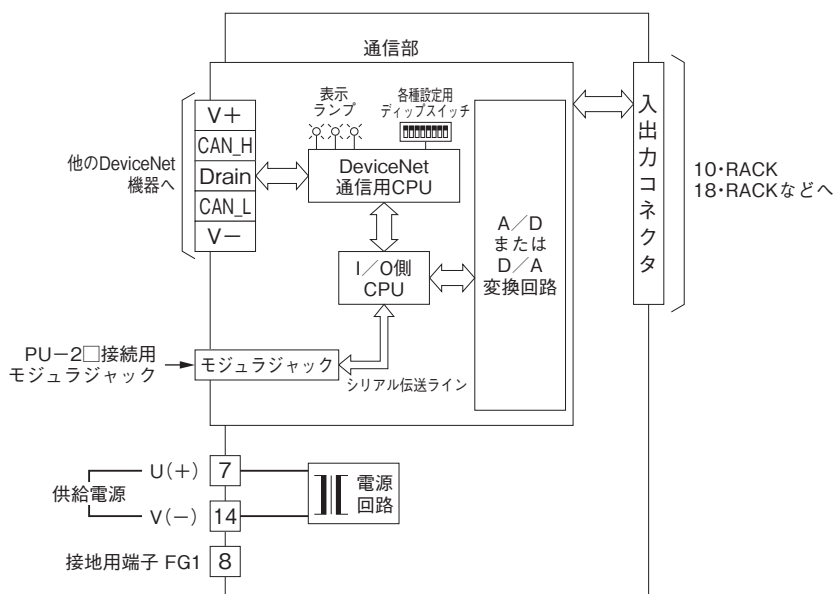 通信部
表示
ランプ
各種設定用
ディップスイッチ
V+
CAN_H
Drain
CAN_L
V−
他のDeviceNet
機器へ
DeviceNet
通信用CPU
I/O側
CPU
A/D
または
D/A
変換回路
入出力コネクタ
10・RACK
18・RACKなどへ
PU−2□接続用
モジュラジャック
モジュラジャック
シリアル伝送ライン
供給電源
U(+)
7
V(−)
14
電源
回路
接地用端子 FG1
8